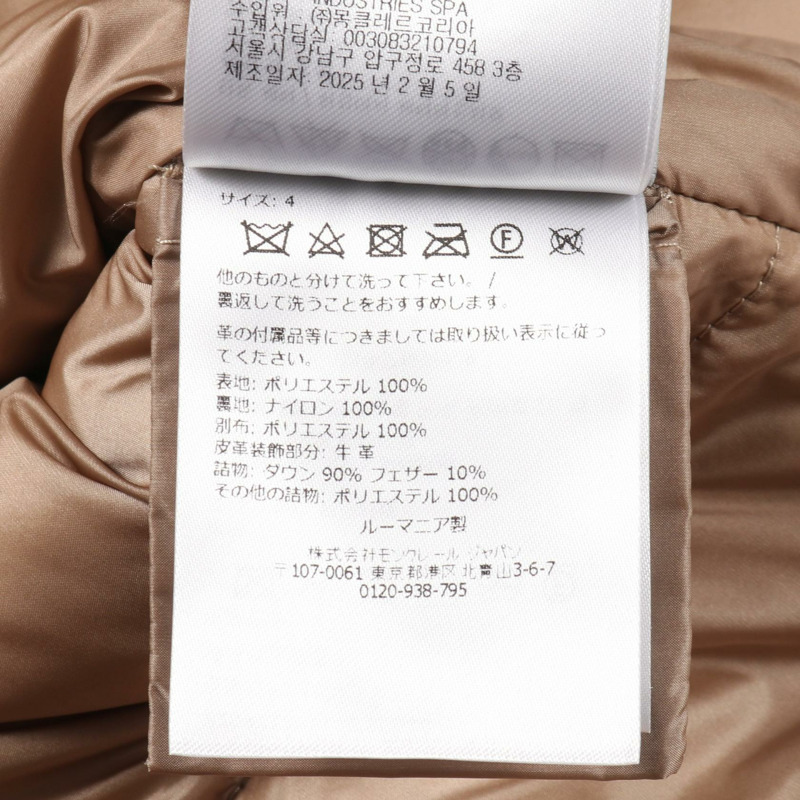 INDUSTRIES SPA
수입원: ㈜몽클레르코리아
고객상담실 003083210794
서울시 강남구 압구정로 458 3층
제조일자: 2025 년 2 월 5 일
サイズ: 4
F
W
他のものと分けて洗って下さい。 /
裏返して洗うことをおすすめします。
革の付属品等につきましては取り扱い表示に従っ
てください。
表地: ポリエステル 100%
裏地: ナイロン 100%
別布: ポリエステル 100%
皮革装飾部分: 牛 革
詰物: ダウン 90% フェザー 10%
その他の詰物: ポリエステル 100%
ルーマニア製
株式会社モンクレール ジャパン
〒107-0061 東京都港区 北青山3-6-7
0120-938-795